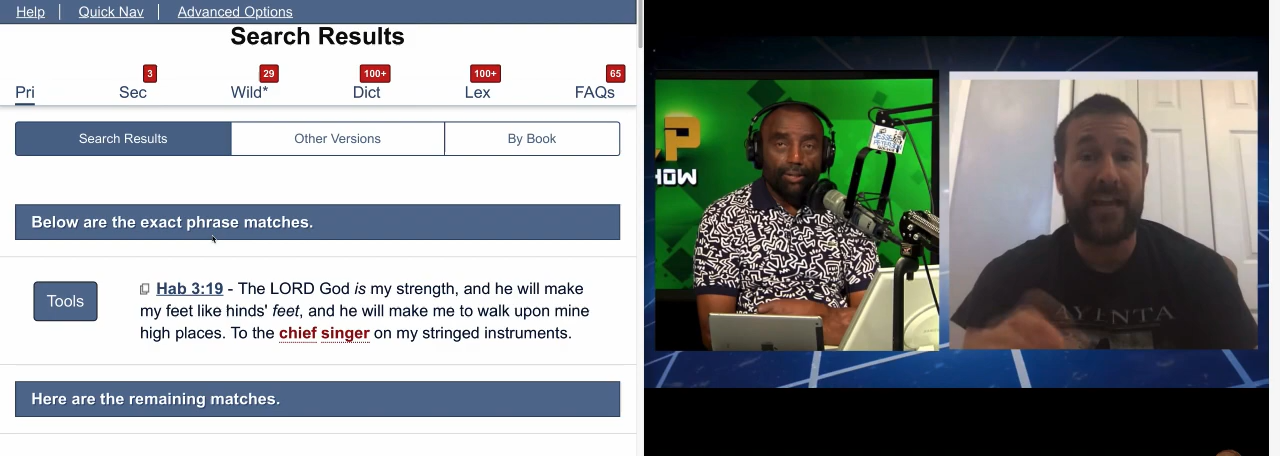 Help | Quick Nav | Advanced Options
Search Results
3 29 100+ 100+ 65
Pri Sec Wild* Dict Lex FAQs
Search Results Other Versions By Book
Below are the exact phrase matches.
Tools
Hab 3:19 - The LORD God is my strength, and he will make
my feet like hinds' feet, and he will make me to walk upon mine
high places. To the chief singer on my stringed instruments.
Here are the remaining matches.
P
HOW
JESSE
AYENTA